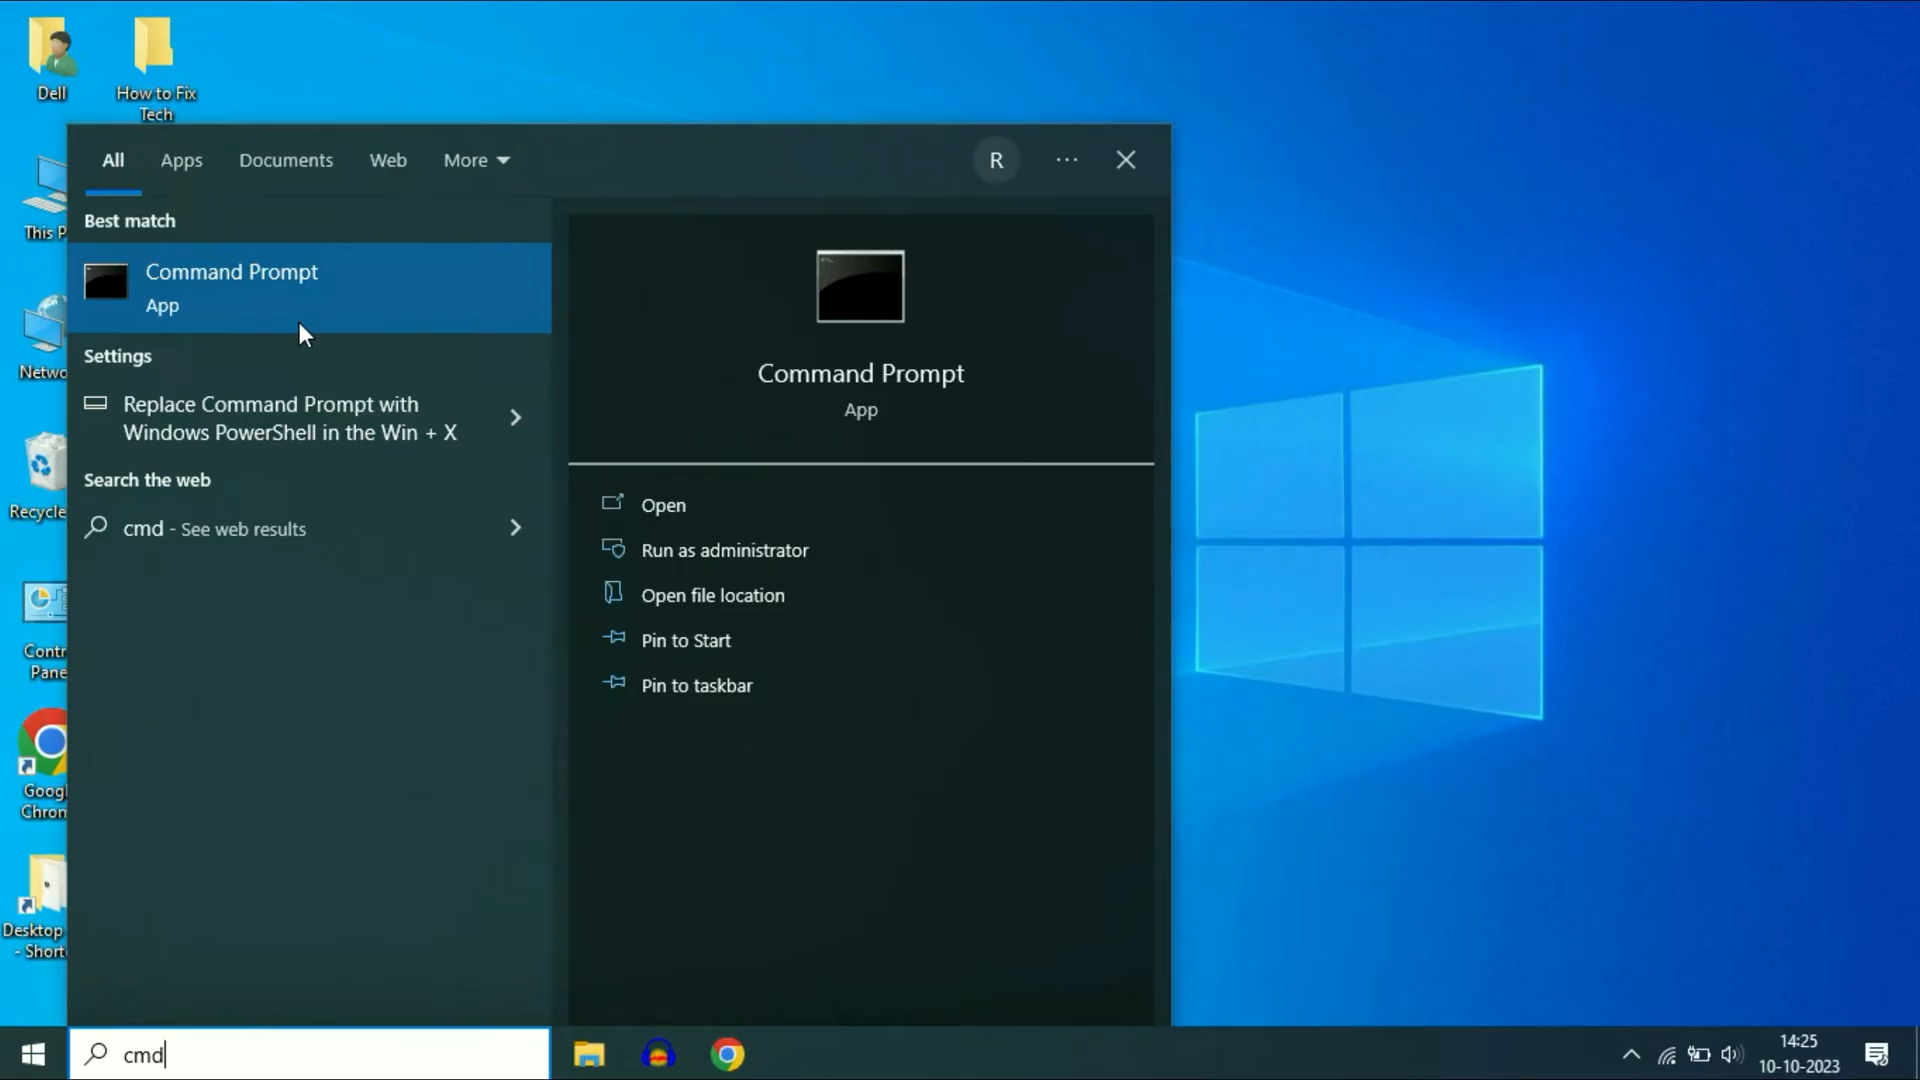 Dell
How to Fix
Tech
This P
Netwo
Recycle
Contr
Pane
Googl
Chron
Desktop
- Shorto
All
Apps
Documents
Web
More
R
Best match
Command Prompt
App
Settings
Replace Command Prompt with
Windows PowerShell in the Win + X
Search the web
cmd - See web results
Command Prompt
App
Open
Run as administrator
Open file location
Pin to Start
Pin to taskbar
cmd
14:25
10-10-2023